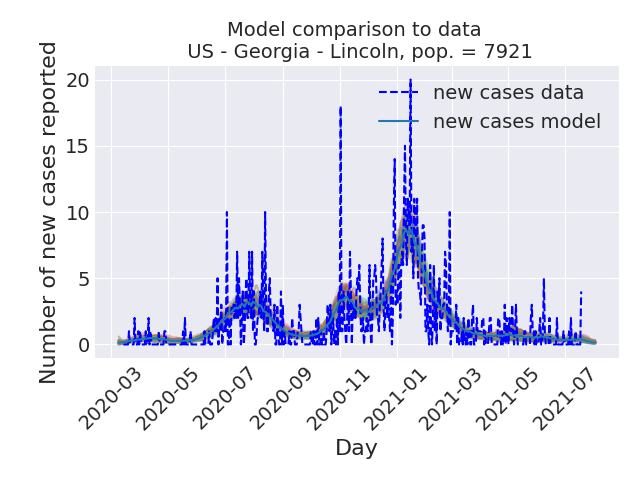 Model comparison to data
US - Georgia - Lincoln, pop. = 7921
Number of new cases reported
20
15
10
5
0
new cases data
new cases model
2020-03
2020-05
2020-07
2020-09
2020-11
2021-01
2021-03
2021-05
2021-07
Day